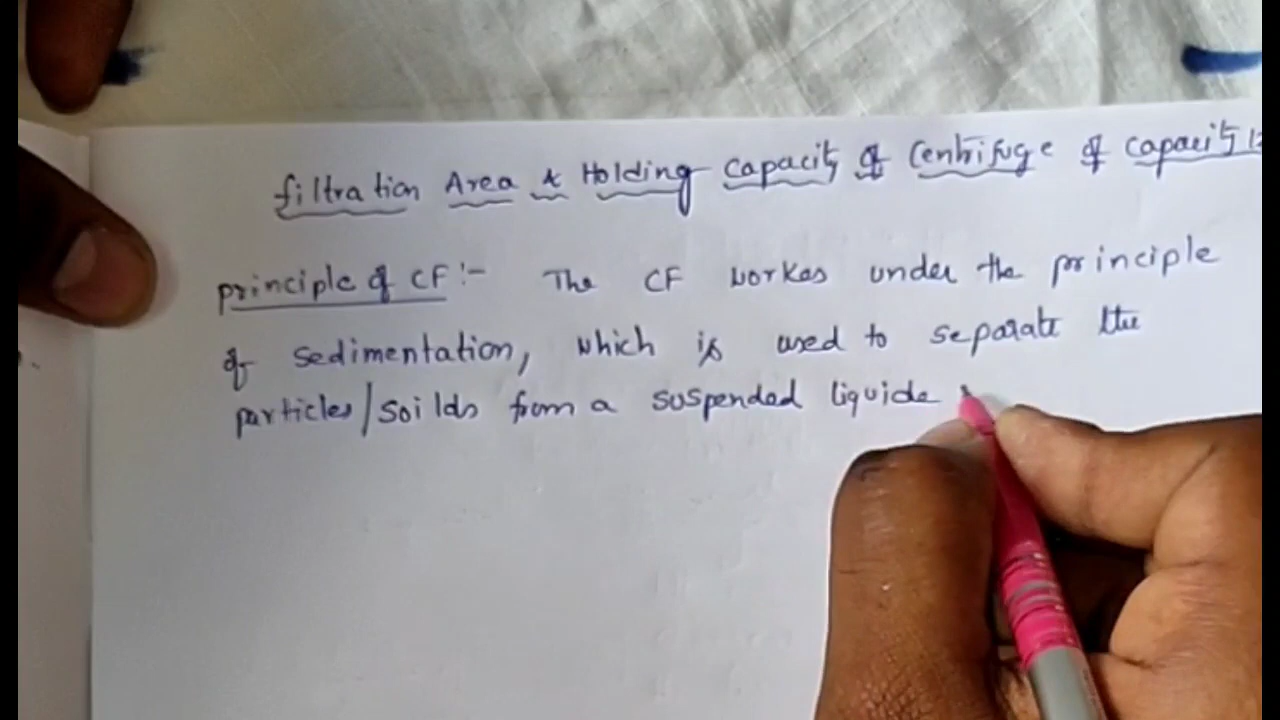 filtration Area & Holding capacity of Centrifuge of capacity
principle of CF:- The CF workes under the principle
of sedimentation, which is used to separate the
particles/soilds from a suspended liquide